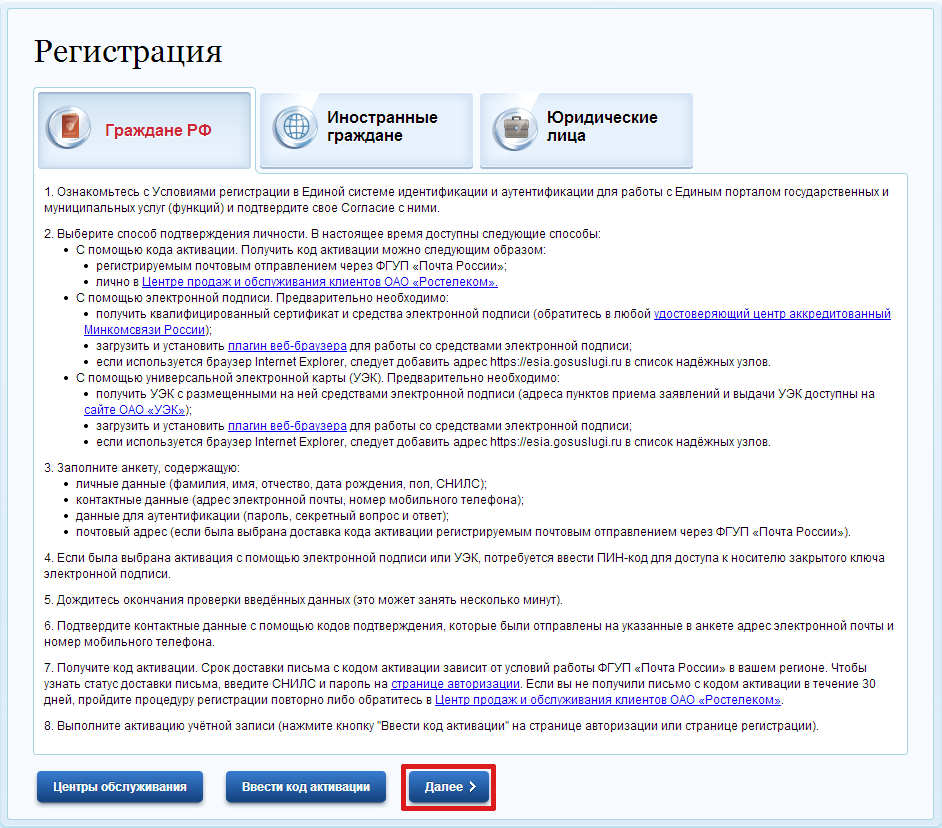 Регистрация
Граждане РФ
Иностранные
граждане
Юридические
лица
1. Ознакомьтесь с Условиями регистрации в Единой системе идентификации и аутентификации для работы с Единым порталом государственных и
муниципальных услуг (функций) и подтвердите свое Согласие с ними.
2. Выберите способ подтверждения личности. В настоящее время доступны следующие способы:
• С помощью кода активации. Получить код активации можно следующим образом:
• регистрируемым почтовым отправлением через ФГУП «Почта России»;
• лично в Центре продаж и обслуживания клиентов ОАО «Ростелеком».
• С помощью электронной подписи. Предварительно необходимо:
• получить квалифицированный сертификат и средства электронной подписи (обратитесь в любой удостоверяющий центр аккредитованный
Минкомсвязи России);
• загрузить и установить плагин веб-браузера для работы со средствами электронной подписи;
• если используется браузер Internet Explorer, следует добавить адрес https://esia.gosuslugi.ru в список надёжных узлов.
• С помощью универсальной электронной карты (УЭК). Предварительно необходимо:
• получить УЭК с размещенными на ней средствами электронной подписи (адреса пунктов приема заявлений и выдачи УЭК доступны на
сайте ОАО «УЭК»);
• загрузить и установить плагин веб-браузера для работы со средствами электронной подписи;
• если используется браузер Internet Explorer, следует добавить адрес https://esia.gosuslugi.ru в список надёжных узлов.
3. Заполните анкету, содержащую:
• личные данные (фамилия, имя, отчество, дата рождения, пол, СНИЛС);
• контактные данные (адрес электронной почты, номер мобильного телефона);
• данные для аутентификации (пароль, секретный вопрос и ответ);
• почтовый адрес (если была выбрана доставка кода активации регистрируемым почтовым отправлением через ФГУП «Почта России»).
4. Если была выбрана активация с помощью электронной подписи или УЭК, потребуется ввести ПИН-код для доступа к носителю закрытого ключа
электронной подписи.
5. Дождитесь окончания проверки введённых данных (это может занять несколько минут).
6. Подтвердите контактные данные с помощью кодов подтверждения, которые были отправлены на указанные в анкете адрес электронной почты и
номер мобильного телефона.
7. Получите код активации. Срок доставки письма с кодом активации зависит от условий работы ФГУП «Почта России» в вашем регионе. Чтобы
узнать статус доставки письма, введите СНИЛС и пароль на странице авторизации. Если вы не получили письмо с кодом активации в течение 30
дней, пройдите процедуру регистрации повторно либо обратитесь в Центр продаж и обслуживания клиентов ОАО «Ростелеком».
8. Выполните активацию учётной записи (нажмите кнопку "Ввести код активации" на странице авторизации или странице регистрации).
Центры обслуживания
Ввести код активации
Далее